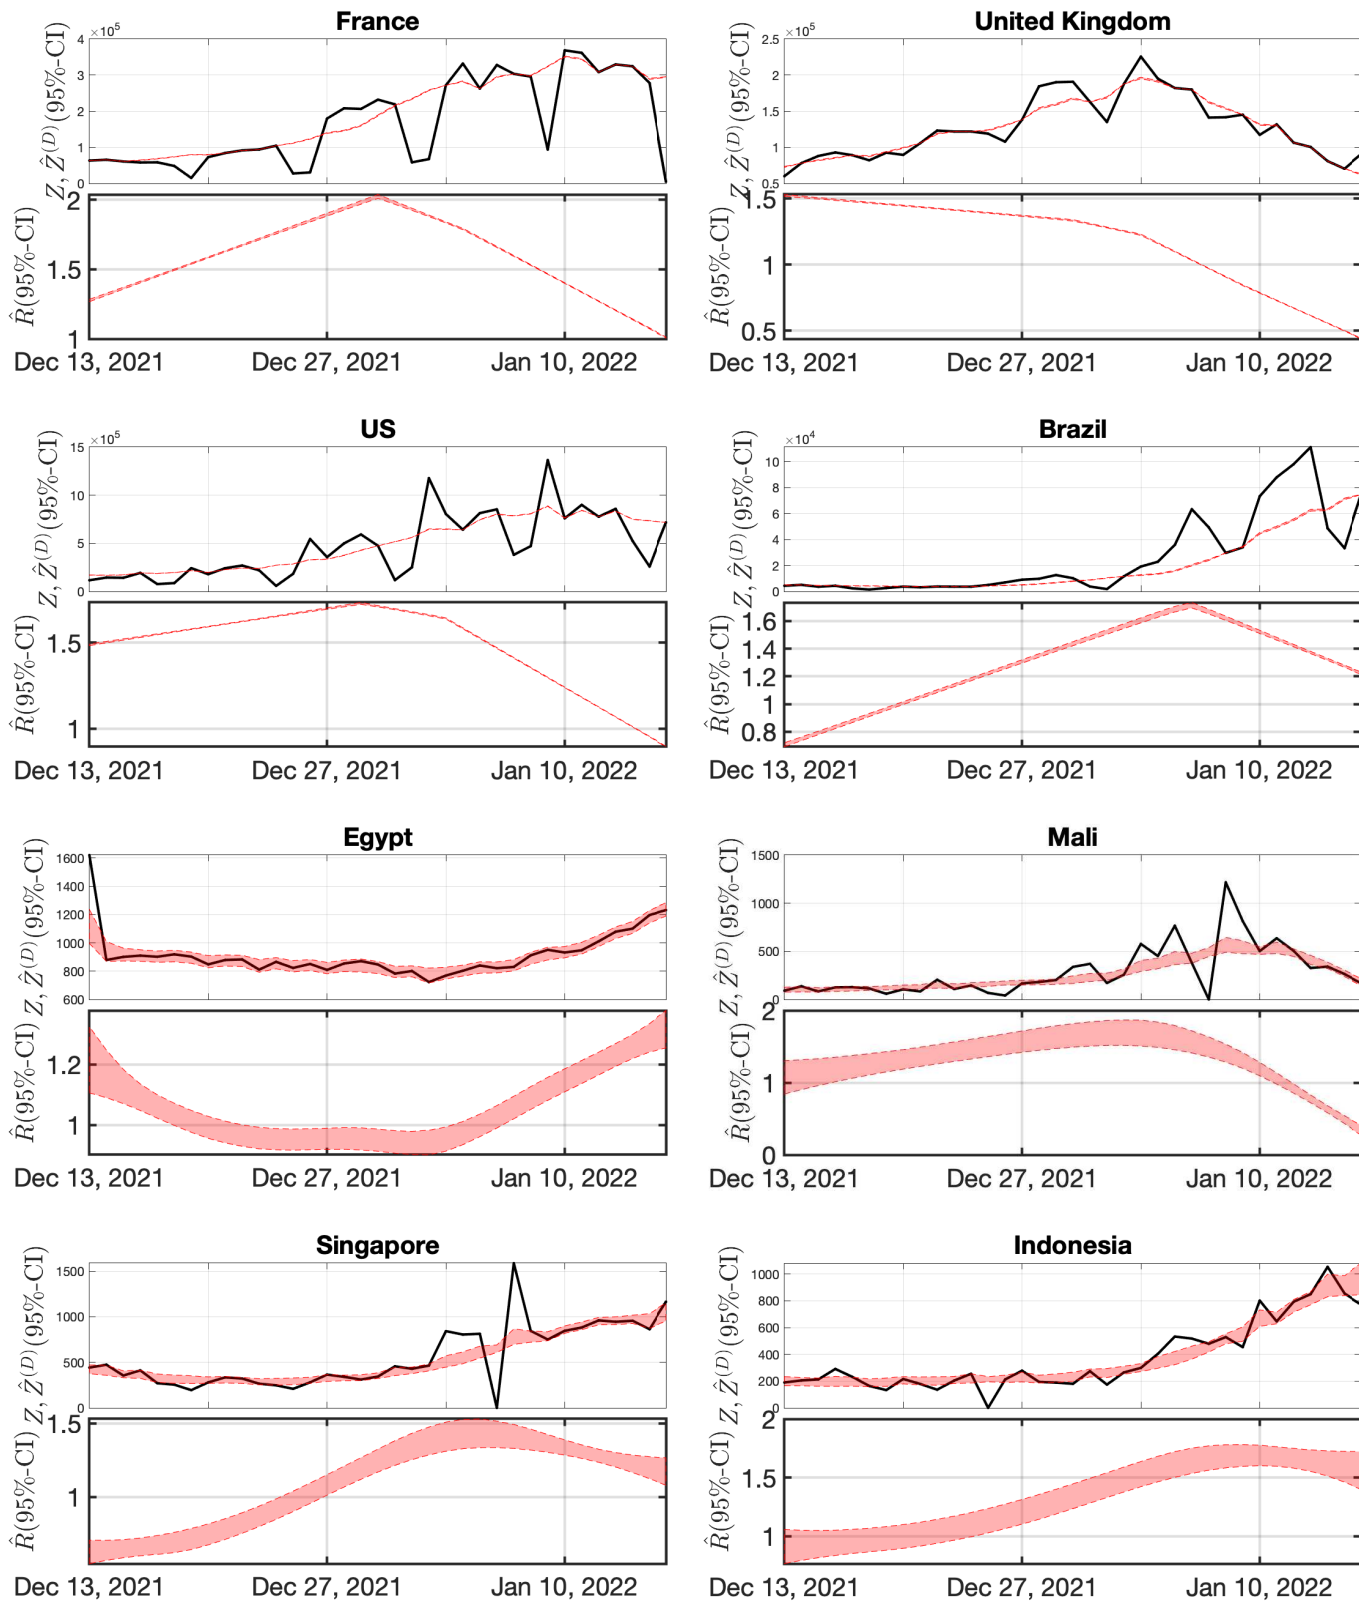 France
×10⁵
4
3
2
1
0
Z, Ẑ⁽ᴰ⁾(95%-CI)
2
1.5
1
R̂(95%-CI)
Dec 13, 2021 Dec 27, 2021 Jan 10, 2022
United Kingdom
×10⁵
2.5
2
1.5
1
0.5
Z, Ẑ⁽ᴰ⁾(95%-CI)
1.5
1
0.5
R̂(95%-CI)
Dec 13, 2021 Dec 27, 2021 Jan 10, 2022
US
×10⁵
15
10
5
0
Z, Ẑ⁽ᴰ⁾(95%-CI)
1.5
1
R̂(95%-CI)
Dec 13, 2021 Dec 27, 2021 Jan 10, 2022
Brazil
×10⁴
10
8
6
4
2
0
Z, Ẑ⁽ᴰ⁾(95%-CI)
1.6
1.4
1.2
1
0.8
R̂(95%-CI)
Dec 13, 2021 Dec 27, 2021 Jan 10, 2022
Egypt
1600
1400
1200
1000
800
600
Z, Ẑ⁽ᴰ⁾(95%-CI)
1.2
1
R̂(95%-CI)
Dec 13, 2021 Dec 27, 2021 Jan 10, 2022
Mali
1500
1000
500
0
Z, Ẑ⁽ᴰ⁾(95%-CI)
2
1
0
R̂(95%-CI)
Dec 13, 2021 Dec 27, 2021 Jan 10, 2022
Singapore
1500
1000
500
0
Z, Ẑ⁽ᴰ⁾(95%-CI)
1.5
1
R̂(95%-CI)
Dec 13, 2021 Dec 27, 2021 Jan 10, 2022
Indonesia
1000
800
600
400
200
0
Z, Ẑ⁽ᴰ⁾(95%-CI)
2
1.5
1
R̂(95%-CI)
Dec 13, 2021 Dec 27, 2021 Jan 10, 2022